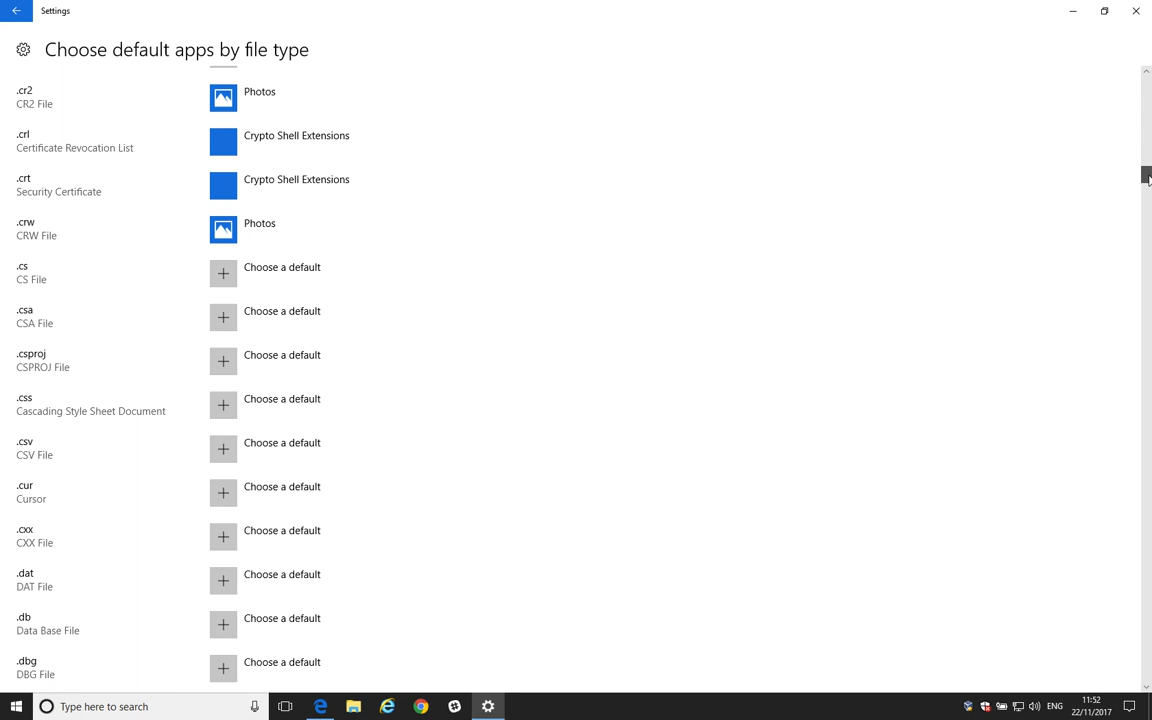 Settings
Choose default apps by file type
.cr2
CR2 File
Photos
.crl
Certificate Revocation List
Crypto Shell Extensions
.crt
Security Certificate
Crypto Shell Extensions
.crw
CRW File
Photos
.cs
CS File
Choose a default
.csa
CSA File
Choose a default
.csproj
CSPROJ File
Choose a default
.css
Cascading Style Sheet Document
Choose a default
.csv
CSV File
Choose a default
.cur
Cursor
Choose a default
.cxx
CXX File
Choose a default
.dat
DAT File
Choose a default
.db
Data Base File
Choose a default
.dbg
DBG File
Choose a default
Type here to search
ENG
11:52
22/11/2017